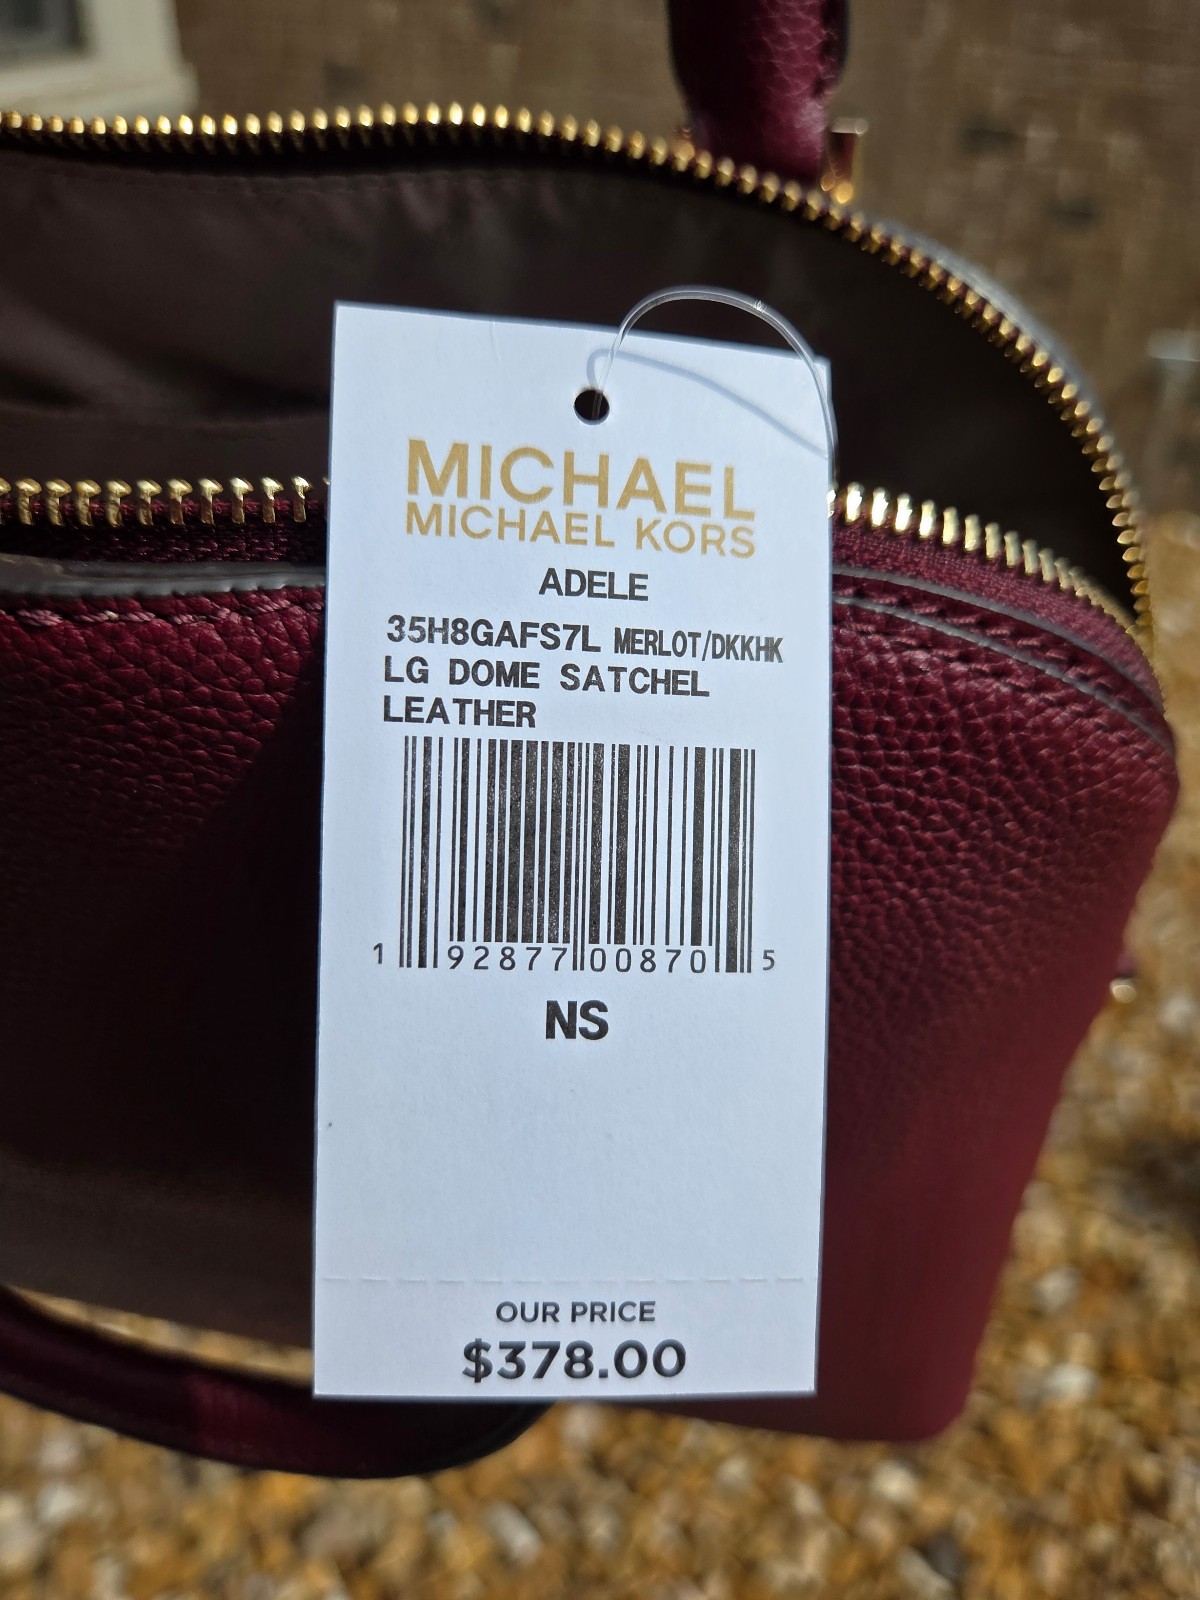 MICHAEL
MICHAEL KORS
ADELE
35H8GAFS7L MERLOT/DKKHK
LG DOME SATCHEL
LEATHER
1 92877 00870 5
NS
OUR PRICE
$378.00